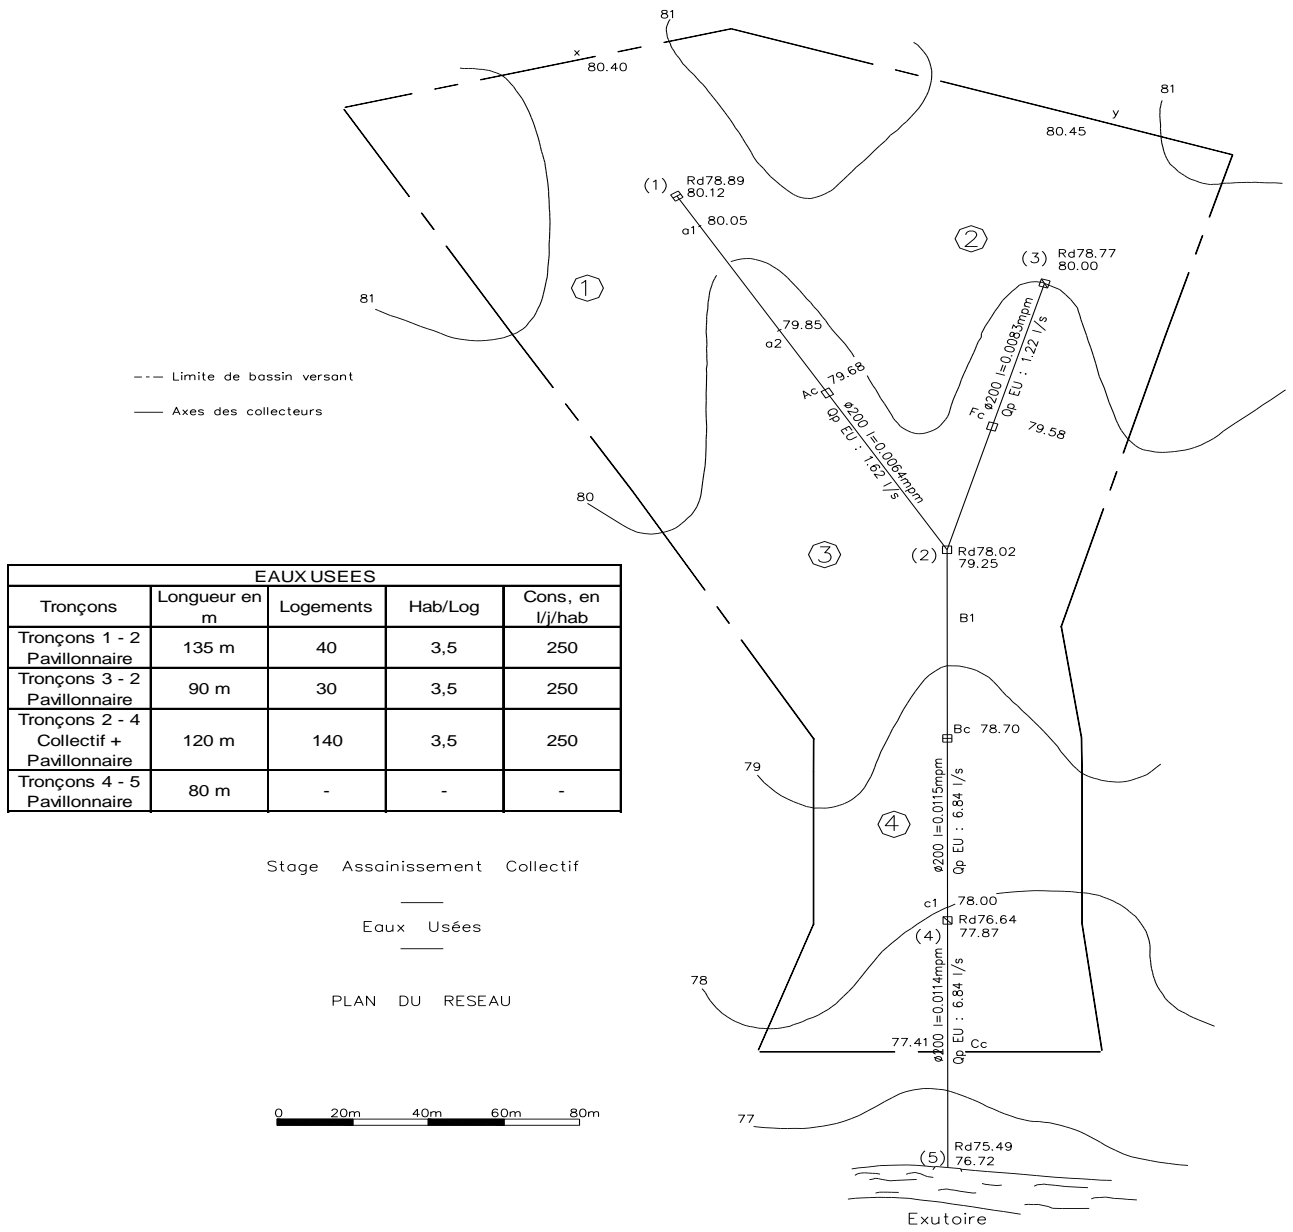 81
x
80.40
81
y
80.45
(1)
Rd78.89
80.12
a1
80.05
2
(3)
Rd78.77
80.00
1
81
79.85
a2
79.68
Ac
ø200 I=0.0064mpm
Qp EU : 1.62 l/s
ø200 I=0.0083mpm
Qp EU : 1.22 l/s
Fc
79.58
Limite de bassin versant
Axes des collecteurs
80
3
(2)
Rd78.02
79.25
B1
EAUX USEES
Tronçons
Longueur en m
Logements
Hab/Log
Cons, en l/j/hab
Tronçons 1 - 2 Pavillonnaire
135 m
40
3,5
250
Tronçons 3 - 2 Pavillonnaire
90 m
30
3,5
250
Tronçons 2 - 4 Collectif + Pavillonnaire
120 m
140
3,5
250
Tronçons 4 - 5 Pavillonnaire
80 m
-
-
-
Bc 78.70
79
4
ø200 I=0.0115mpm
Qp EU : 6.84 l/s
Stage Assainissement Collectif
Eaux Usées
PLAN DU RESEAU
c1
78.00
Rd76.64
77.87
(4)
78
ø200 I=0.0114mpm
Qp EU : 6.84 l/s
77.41
Cc
0 20m 40m 60m 80m
77
Rd75.49
76.72
(5)
Exutoire